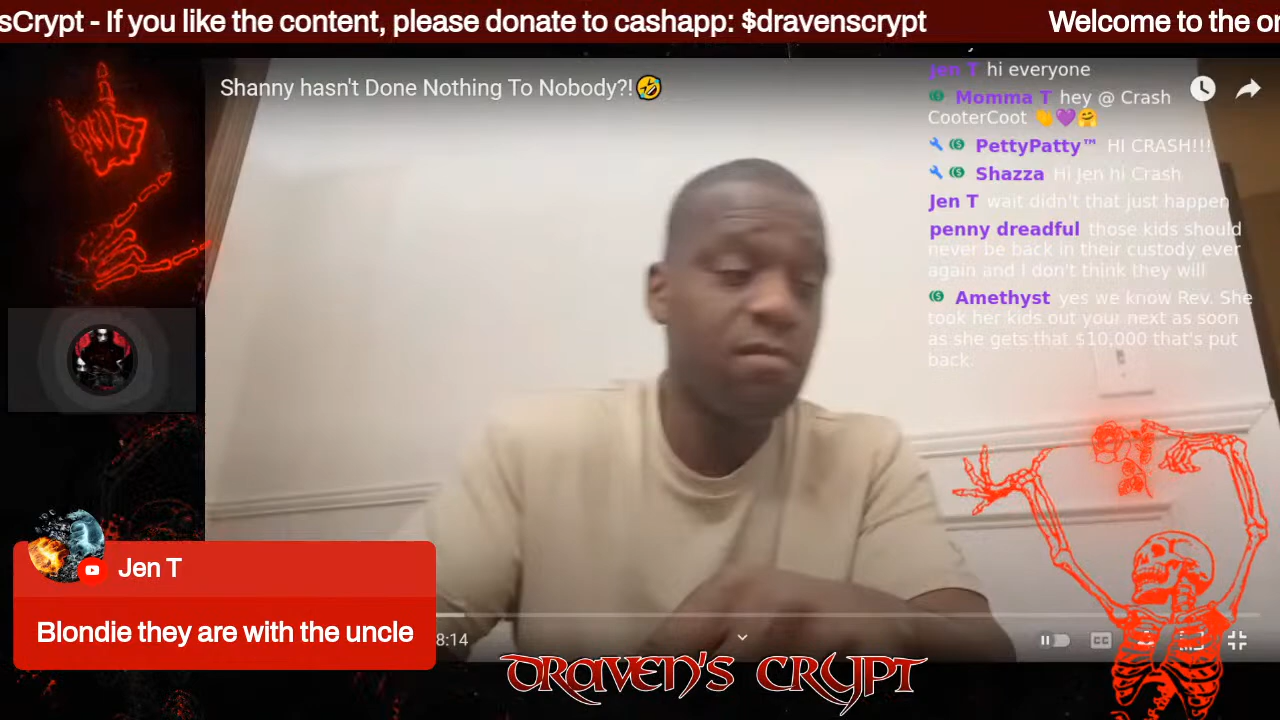 sCrypt - If you like the content, please donate to cashapp: $dravenscrypt
Welcome to the or
Shanny hasn't Done Nothing To Nobody?!🤣
Jen T hi everyone
Momma T hey @ Crash
CooterCoot 👏💜🤗
PettyPatty™ HI CRASH!!!
Shazza Hi Jen hi Crash
Jen T wait didn't that just happen
penny dreadful those kids should
never be back in their custody ever
again and I don't think they will
Amethyst yes we know Rev. She
took her kids out your next as soon
as she gets that $10,000 that's put
back.
Jen T
Blondie they are with the uncle
8:14
CC
DRAVEN'S CRYPT